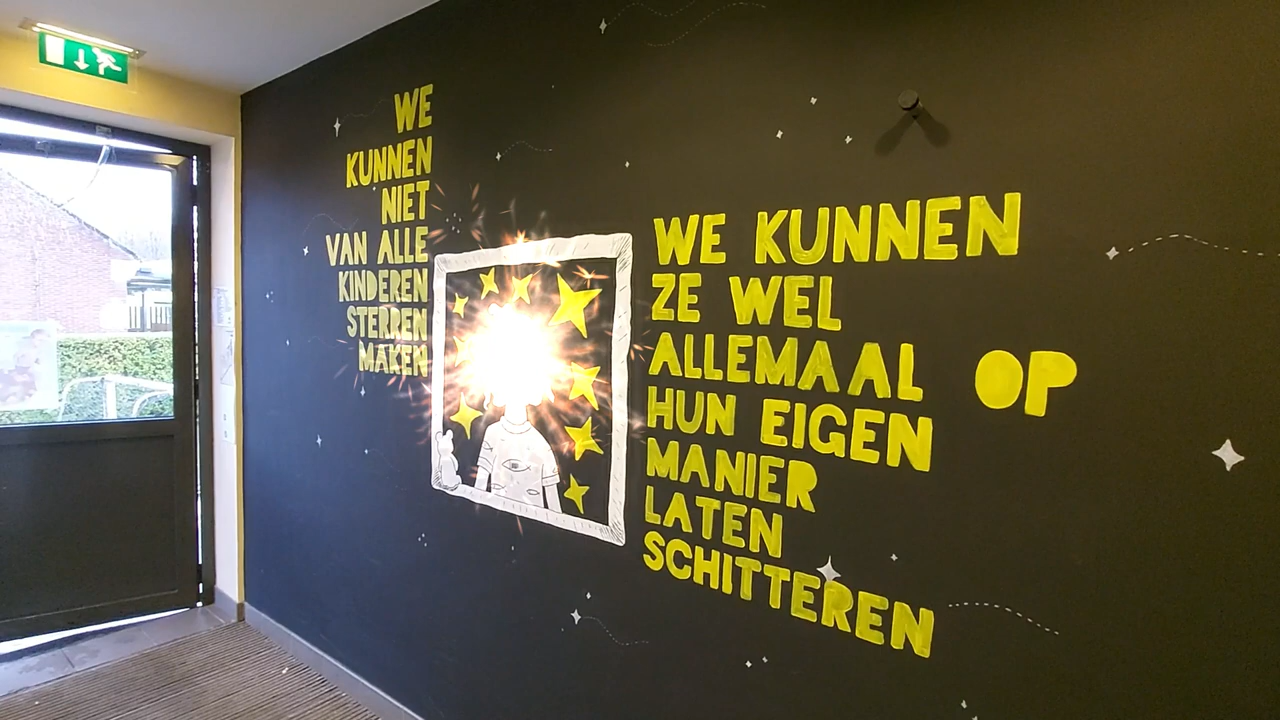 WE
KUNNEN
NIET
VAN ALLE
KINDEREN
STERREN
MAKEN
WE KUNNEN
ZE WEL
ALLEMAAL OP
HUN EIGEN
MANIER
LATEN
SCHITTEREN